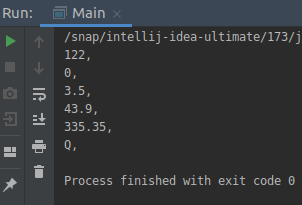 Run: Main ×
/snap/intellij-idea-ultimate/173/j
122,
0,
3.5,
43.9,
335.35,
Q,
Process finished with exit code 0